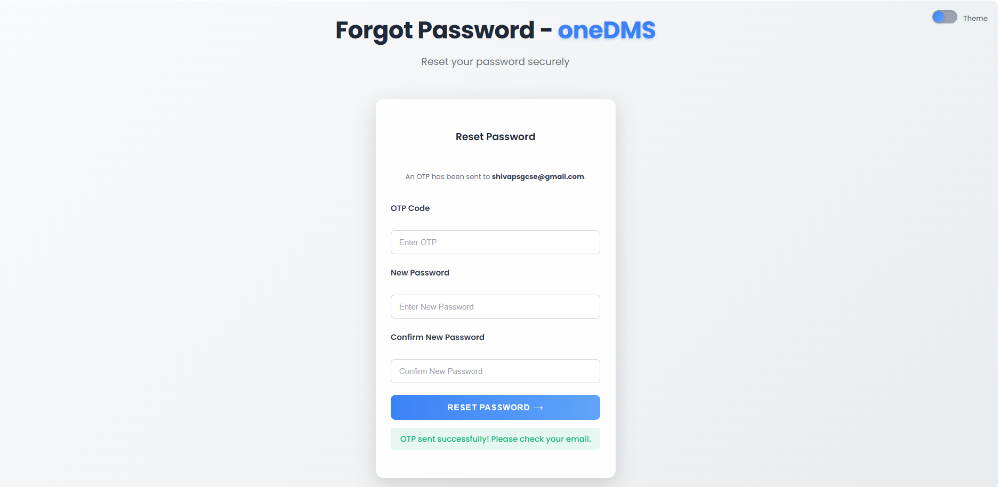 Theme
Forgot Password - oneDMS
Reset your password securely
Reset Password
An OTP has been sent to shivapsgcse@gmail.com.
OTP Code
Enter OTP
New Password
Enter New Password
Confirm New Password
Confirm New Password
RESET PASSWORD →
OTP sent successfully! Please check your email.